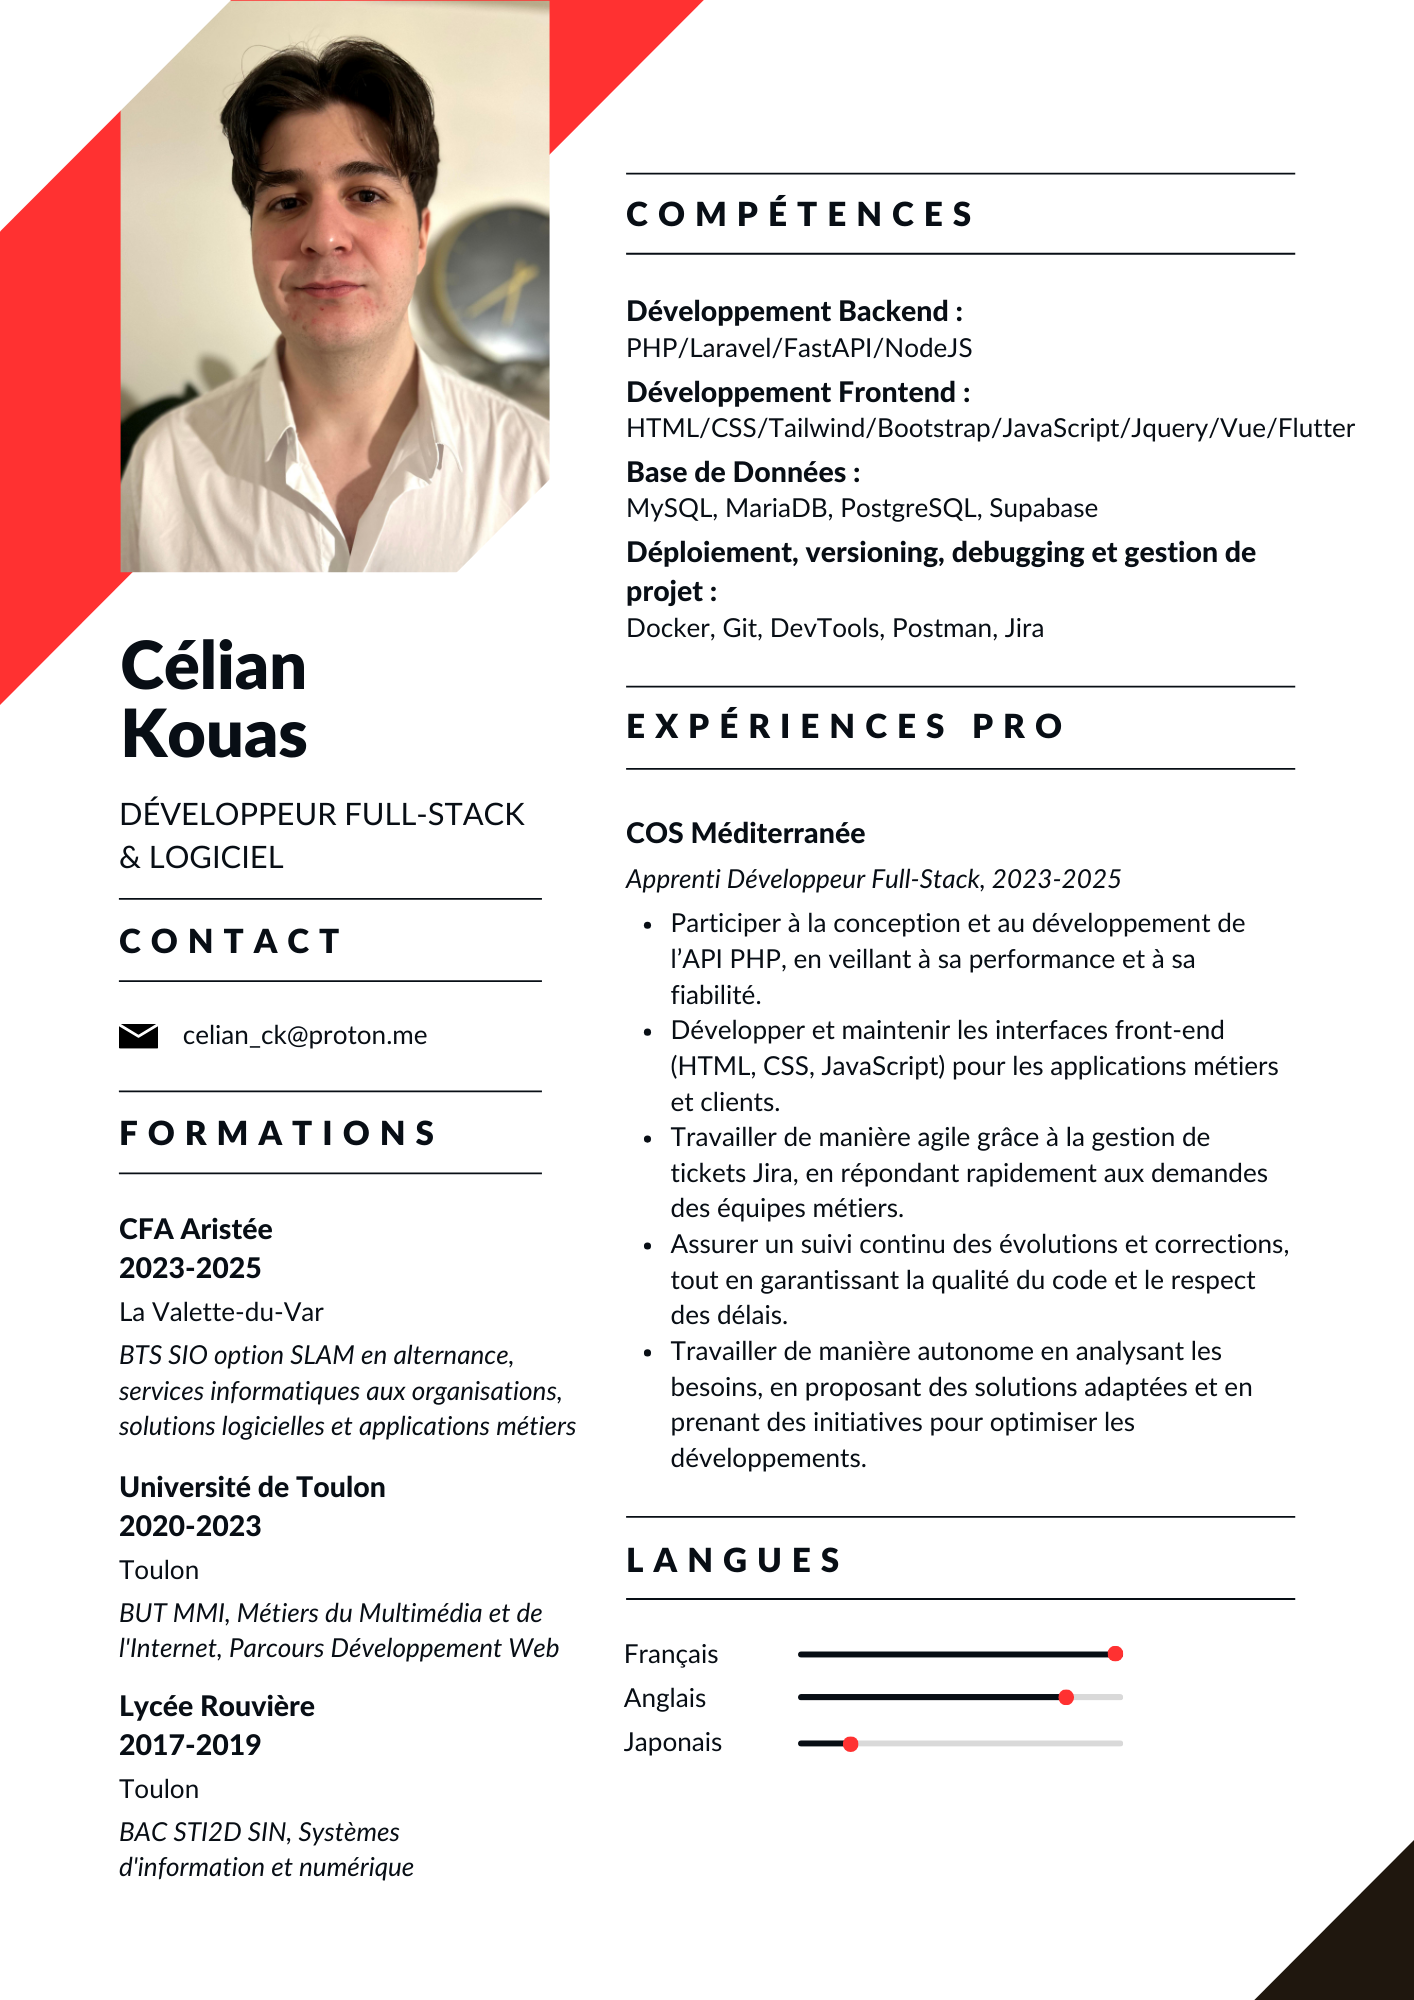 Célian
Kouas
DÉVELOPPEUR FULL-STACK
& LOGICIEL
CONTACT
celian_ck@proton.me
FORMATIONS
CFA Aristée
2023-2025
La Valette-du-Var
BTS SIO option SLAM en alternance,
services informatiques aux organisations,
solutions logicielles et applications métiers
Université de Toulon
2020-2023
Toulon
BUT MMI, Métiers du Multimédia et de
l'Internet, Parcours Développement Web
Lycée Rouvière
2017-2019
Toulon
BAC STI2D SIN, Systèmes
d'information et numérique
COMPÉTENCES
Développement Backend :
PHP/Laravel/FastAPI/NodeJS
Développement Frontend :
HTML/CSS/Tailwind/Bootstrap/JavaScript/Jquery/Vue/Flutter
Base de Données :
MySQL, MariaDB, PostgreSQL, Supabase
Déploiement, versioning, debugging et gestion de
projet :
Docker, Git, DevTools, Postman, Jira
EXPÉRIENCES PRO
COS Méditerranée
Apprenti Développeur Full-Stack, 2023-2025
• Participer à la conception et au développement de
l’API PHP, en veillant à sa performance et à sa
fiabilité.
• Développer et maintenir les interfaces front-end
(HTML, CSS, JavaScript) pour les applications métiers
et clients.
• Travailler de manière agile grâce à la gestion de
tickets Jira, en répondant rapidement aux demandes
des équipes métiers.
• Assurer un suivi continu des évolutions et corrections,
tout en garantissant la qualité du code et le respect
des délais.
• Travailler de manière autonome en analysant les
besoins, en proposant des solutions adaptées et en
prenant des initiatives pour optimiser les
développements.
LANGUES
Français
Anglais
Japonais